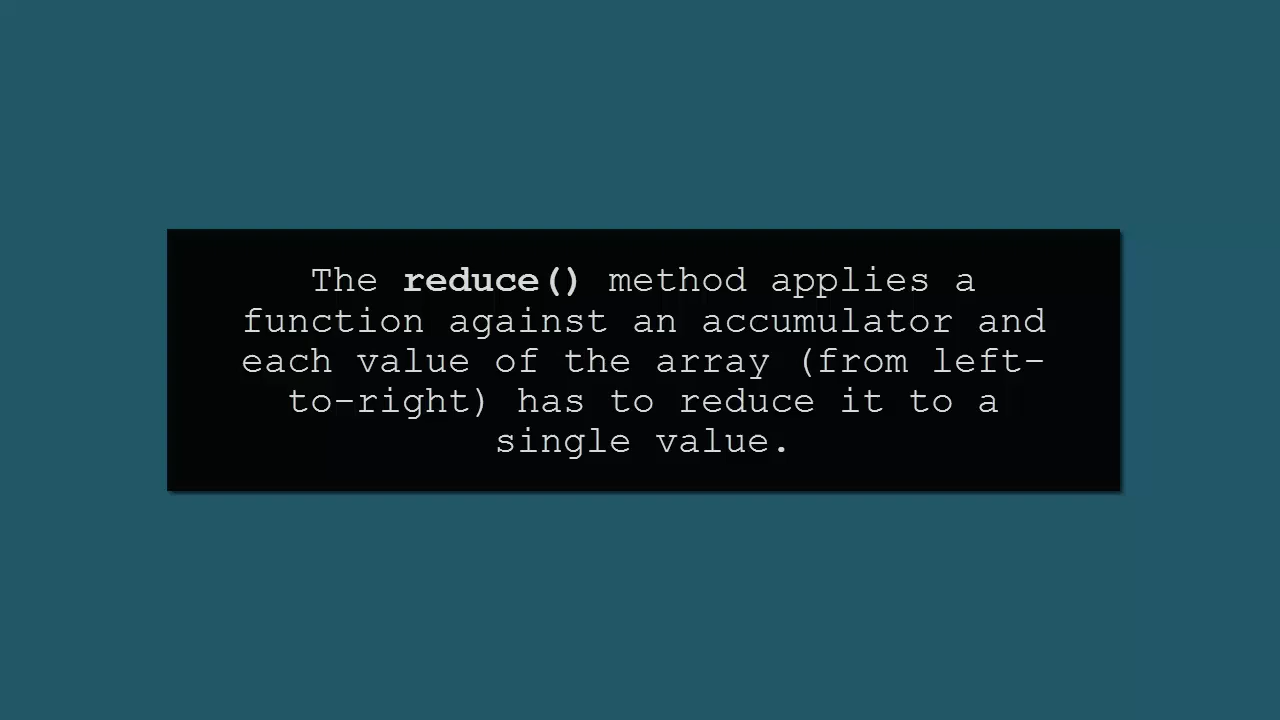 The reduce() method applies a
function against an accumulator and
each value of the array (from left-
to-right) has to reduce it to a
single value.